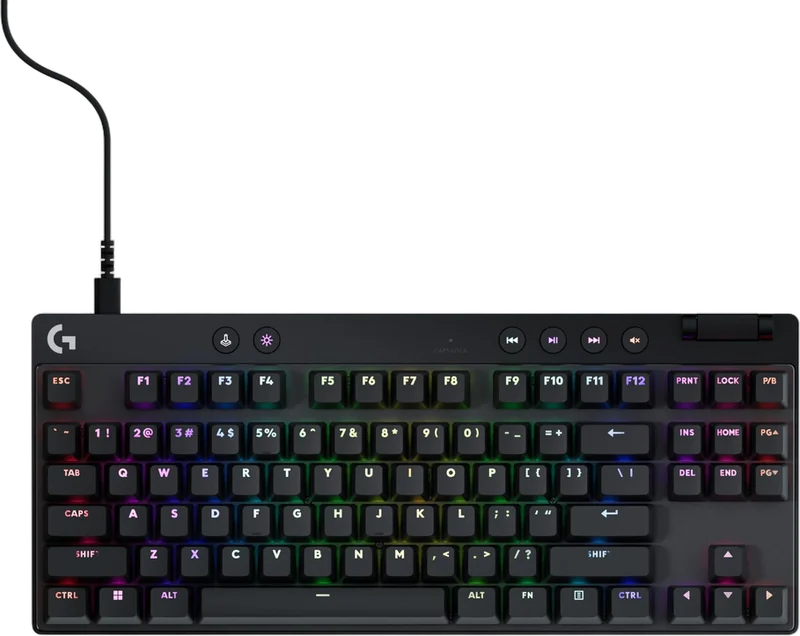 CAPSLOCK
ESC F1 F2 F3 F4 F5 F6 F7 F8 F9 F10 F11 F12 PRNT LOCK P/B
` ~ 1 ! 2 @ 3 # 4 $ 5 % 6 ^ 7 & 8 * 9 ( 0 ) - _ = + INS HOME PG
TAB Q W E R T Y U I O P [ { ] } \ | DEL END PG
CAPS A S D F G H J K L ; : ' "
SHIFT Z X C V B N M , < . > / ? SHIFT
CTRL ALT ALT FN CTRL